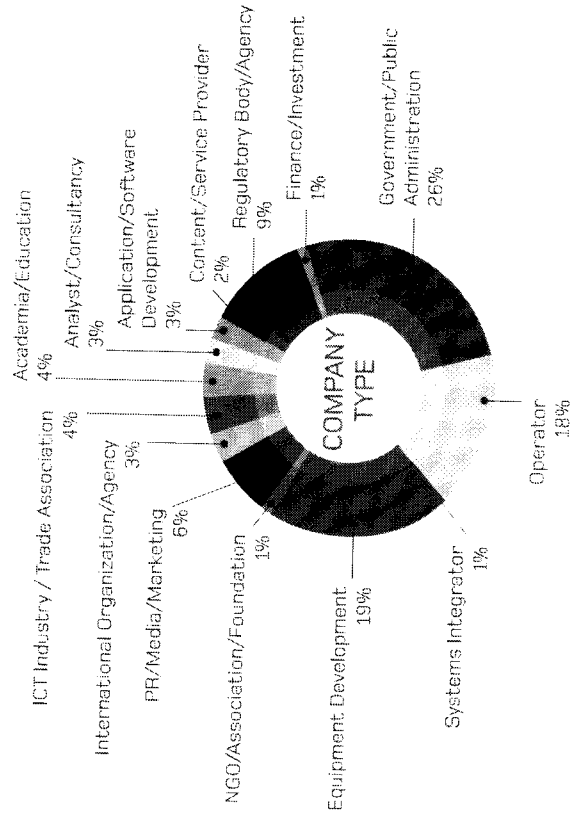 ICT Industry / Trade Association
4%
Academia/Education
4%
Analyst/Consultancy
3%
Application/Software
Development
3%
Content/Service Provider
2%
Regulatory Body/Agency
9%
Finance/Investment
1%
Government/Public
Administration
26%
Operator
18%
Systems Integrator
1%
Equipment Development
19%
NGO/Association/Foundation
1%
PR/Media/Marketing
6%
International Organization/Agency
3%
COMPANY
TYPE